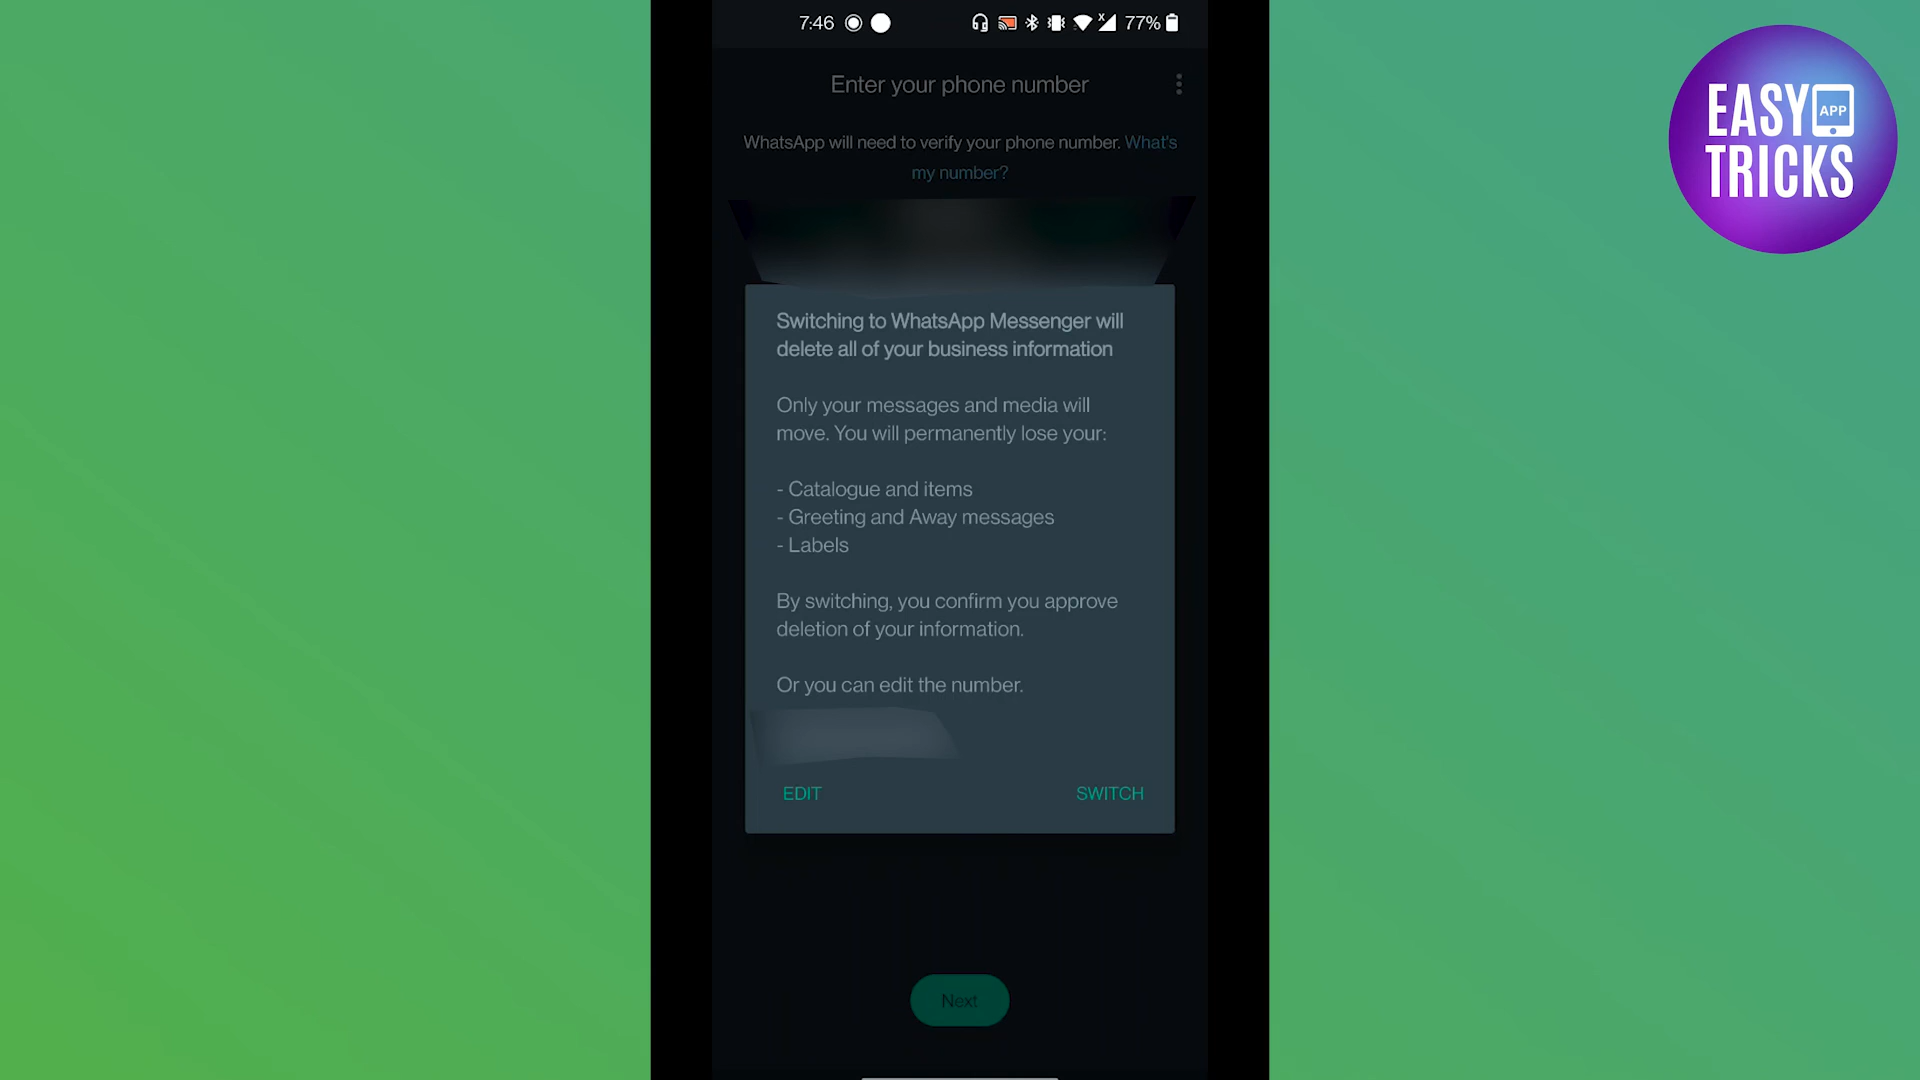 7:46
77%
EASY APP
TRICKS
Enter your phone number
WhatsApp will need to verify your phone number. What's
my number?
Switching to WhatsApp Messenger will
delete all of your business information
Only your messages and media will
move. You will permanently lose your:
- Catalogue and items
- Greeting and Away messages
- Labels
By switching, you confirm you approve
deletion of your information.
Or you can edit the number.
EDIT
SWITCH
Next